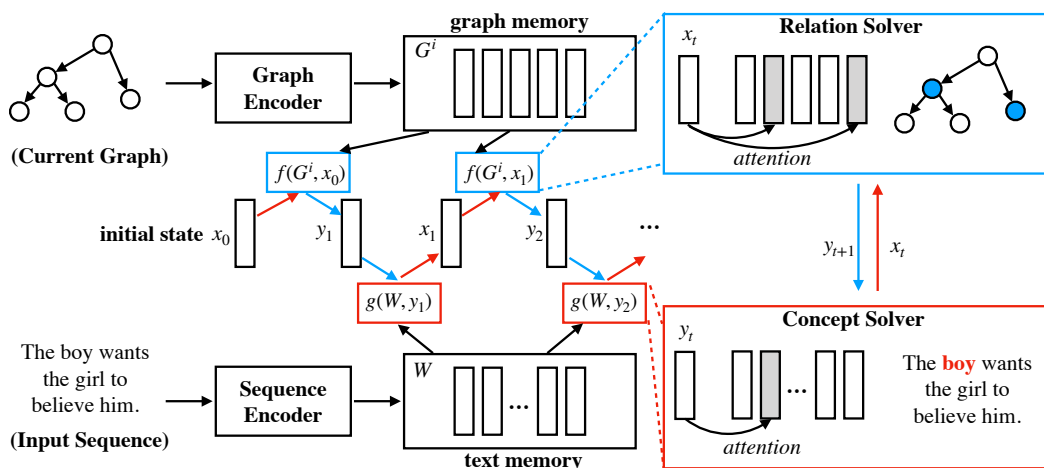 graph memory
Relation Solver
Graph
Encoder
G^i
x_t
attention
(Current Graph)
f(G^i, x_0)
f(G^i, x_1)
initial state x_0
y_1
x_1
y_2
...
y_{t+1}
x_t
g(W, y_1)
g(W, y_2)
Concept Solver
The boy wants
the girl to
believe him.
(Input Sequence)
Sequence
Encoder
W
...
text memory
y_t
...
attention
The boy wants
the girl to
believe him.